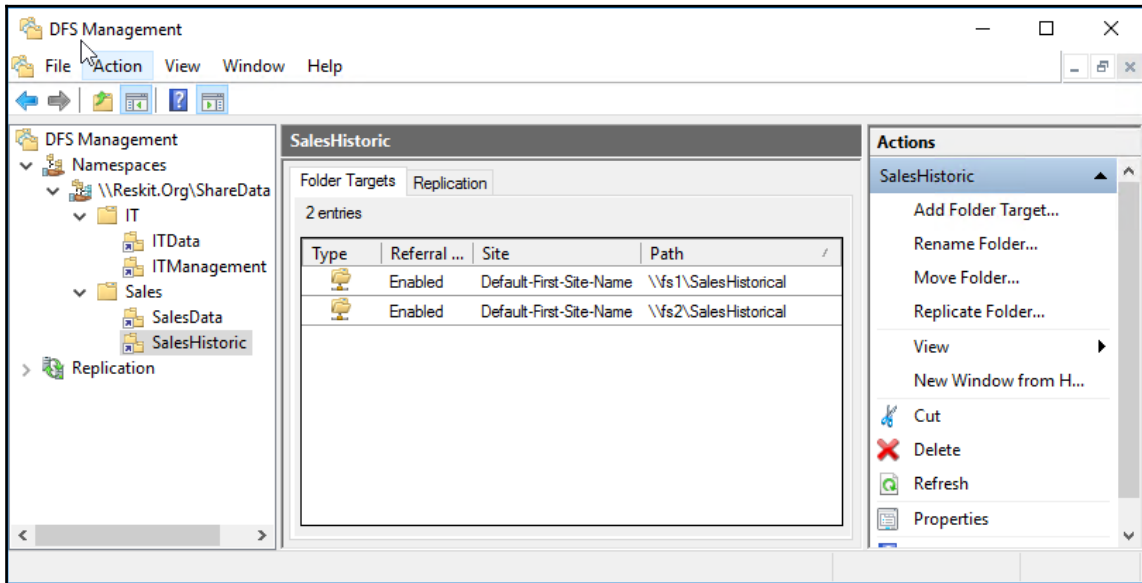 DFS Management
File Action View Window Help
DFS Management
Namespaces
\\Reskit.Org\ShareData
IT
ITData
ITManagement
Sales
SalesData
SalesHistoric
Replication
SalesHistoric
Folder Targets Replication
2 entries
Type Referral ... Site Path
Enabled Default-First-Site-Name \\fs1\SalesHistorical
Enabled Default-First-Site-Name \\fs2\SalesHistorical
Actions
SalesHistoric
Add Folder Target...
Rename Folder...
Move Folder...
Replicate Folder...
View
New Window from H...
Cut
Delete
Refresh
Properties